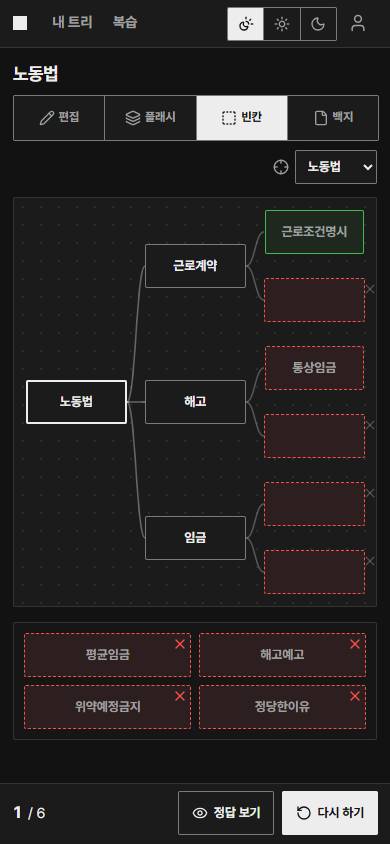 내 트리
복습
노동법
편집
플래시
빈칸
백지
노동법
근로조건명시
근로계약
통상임금
노동법
해고
임금
평균임금
해고예고
위약예정금지
정당한이유
1 / 6
정답 보기
다시 하기